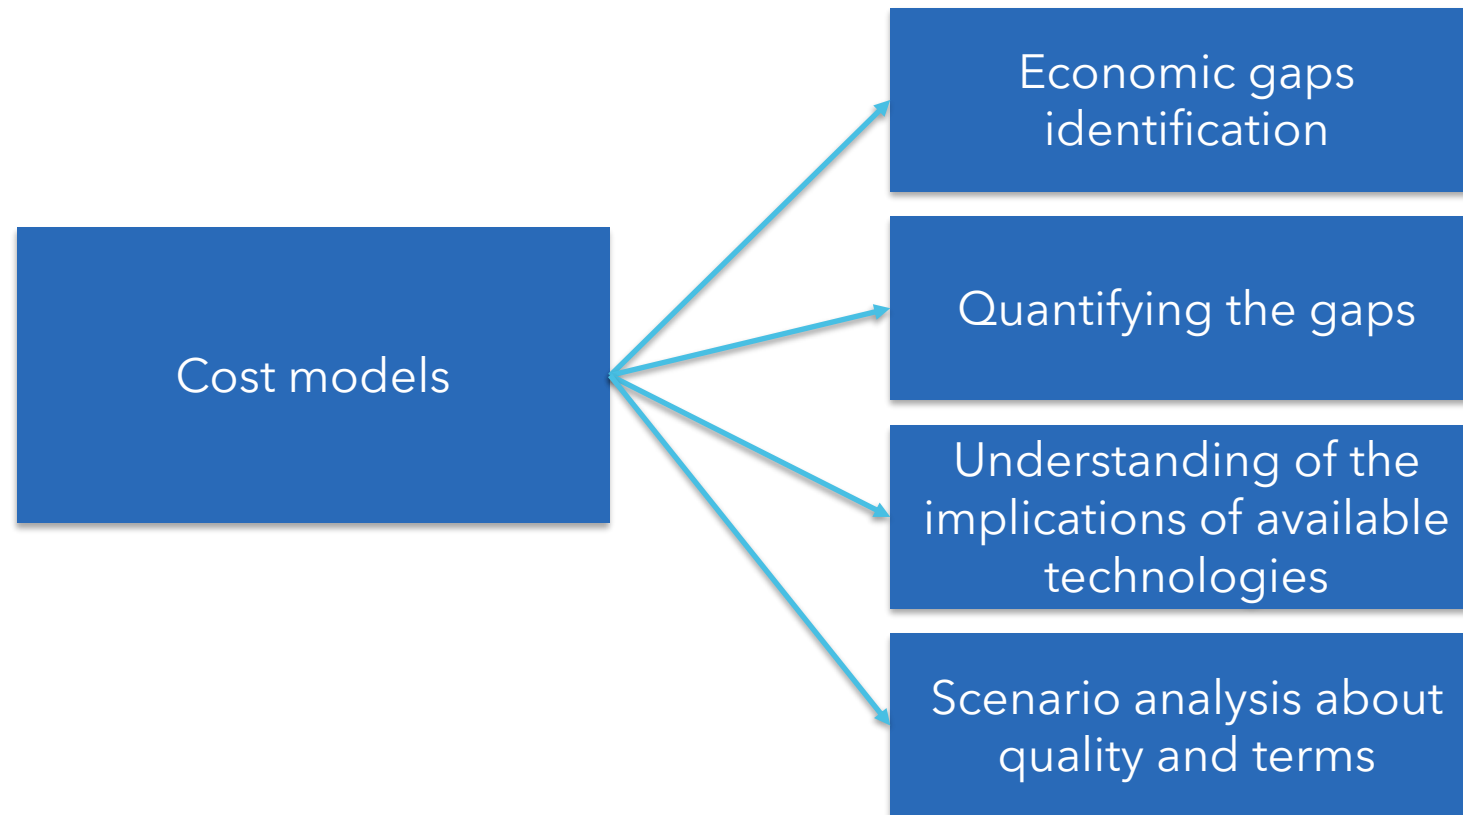 Economic gaps
identification
Cost models
Quantifying the gaps
Understanding of the
implications of available
technologies
Scenario analysis about
quality and terms